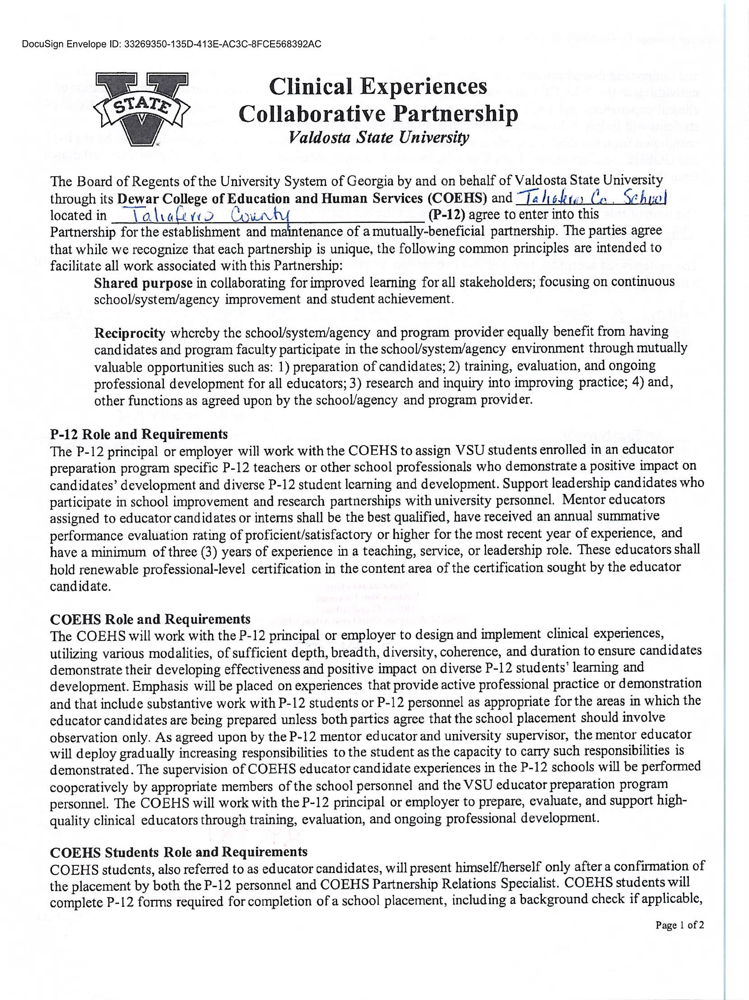 DocuSign Envelope ID: 33269350-135D-413E-AC3C-8FCE568392AC
V STATE
Clinical Experiences
Collaborative Partnership
Valdosta State University
The Board of Regents of the University System of Georgia by and on behalf of Valdosta State University
through its Dewar College of Education and Human Services (COEHS) and Taliaferro Co. School
located in Taliaferro County (P-12) agree to enter into this
Partnership for the establishment and maintenance of a mutually-beneficial partnership. The parties agree
that while we recognize that each partnership is unique, the following common principles are intended to
facilitate all work associated with this Partnership:
Shared purpose in collaborating for improved learning for all stakeholders; focusing on continuous
school/system/agency improvement and student achievement.
Reciprocity whereby the school/system/agency and program provider equally benefit from having
candidates and program faculty participate in the school/system/agency environment through mutually
valuable opportunities such as: 1) preparation of candidates; 2) training, evaluation, and ongoing
professional development for all educators; 3) research and inquiry into improving practice; 4) and,
other functions as agreed upon by the school/agency and program provider.
P-12 Role and Requirements
The P-12 principal or employer will work with the COEHS to assign VSU students enrolled in an educator
preparation program specific P-12 teachers or other school professionals who demonstrate a positive impact on
candidates' development and diverse P-12 student learning and development. Support leadership candidates who
participate in school improvement and research partnerships with university personnel. Mentor educators
assigned to educator candidates or interns shall be the best qualified, have received an annual summative
performance evaluation rating of proficient/satisfactory or higher for the most recent year of experience, and
have a minimum of three (3) years of experience in a teaching, service, or leadership role. These educators shall
hold renewable professional-level certification in the content area of the certification sought by the educator
candidate.
COEHS Role and Requirements
The COEHS will work with the P-12 principal or employer to design and implement clinical experiences,
utilizing various modalities, of sufficient depth, breadth, diversity, coherence, and duration to ensure candidates
demonstrate their developing effectiveness and positive impact on diverse P-12 students' learning and
development. Emphasis will be placed on experiences that provide active professional practice or demonstration
and that include substantive work with P-12 students or P-12 personnel as appropriate for the areas in which the
educator candidates are being prepared unless both parties agree that the school placement should involve
observation only. As agreed upon by the P-12 mentor educator and university supervisor, the mentor educator
will deploy gradually increasing responsibilities to the student as the capacity to carry such responsibilities is
demonstrated. The supervision of COEHS educator candidate experiences in the P-12 schools will be performed
cooperatively by appropriate members of the school personnel and the VSU educator preparation program
personnel. The COEHS will work with the P-12 principal or employer to prepare, evaluate, and support high-
quality clinical educators through training, evaluation, and ongoing professional development.
COEHS Students Role and Requirements
COEHS students, also referred to as educator candidates, will present himself/herself only after a confirmation of
the placement by both the P-12 personnel and COEHS Partnership Relations Specialist. COEHS students will
complete P-12 forms required for completion of a school placement, including a background check if applicable,
Page 1 of 2